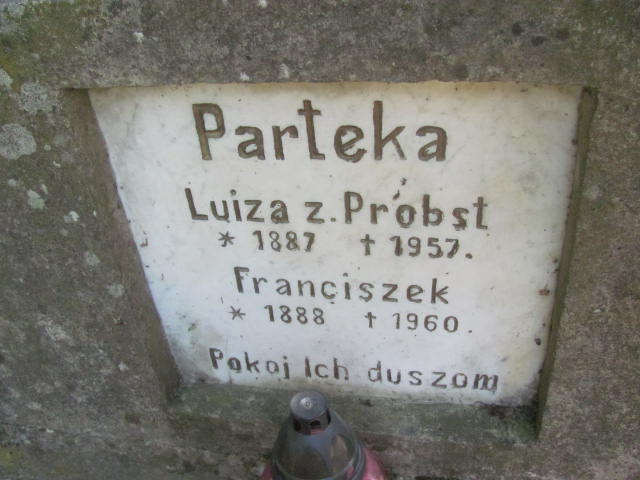 Parteka
Luiza z. Probst
* 1887 † 1957.
Franciszek
* 1888 † 1960.
Pokoj Ich duszom